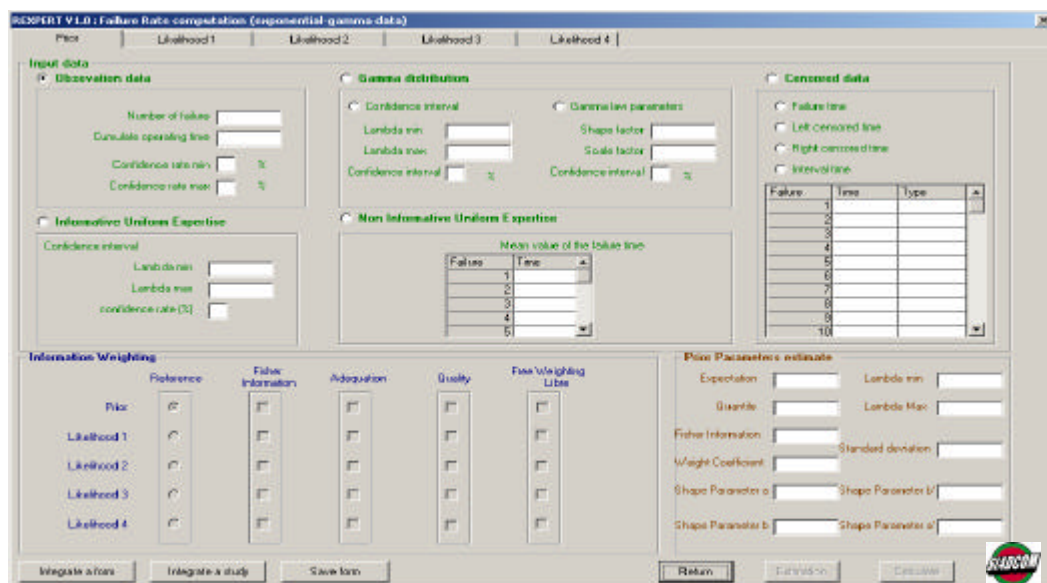 REXPERT V1.0 : Failure Rate computation (exponential-gamma data)
Prior Likelihood 1 Likelihood 2 Likelihood 3 Likelihood 4
Input data
Obsevation data
Number of failure
Cumulate operating time
Confidence rate min %
Confidence rate max %
Gamma distribution
Confidence interval
Lambda min
Lambda max
Confidence interval %
Gamma law parameters
Shape factor
Scale factor
Confidence interval %
Censored data
Failure time
Left censored time
Right censored time
Interval time
Failure Time Type
1
2
3
4
5
6
7
8
9
10
Informative Uniform Expertise
Confidence interval
Lambda min
Lambda max
confidence rate (%)
Non Informative Uniform Expertise
Mean value of the failure time
Failure Time
1
2
3
4
5
Information Weighting
Reference Fisher Information Adequation Quality Free Weighting Libre
Prior
Likelihood 1
Likelihood 2
Likelihood 3
Likelihood 4
Prior Parameters estimate
Expectation Lambda min
Quantile Lambda Max
Fisher Information
Standard deviation
Weight Coefficient
Shape Parameter a Shape Parameter b'
Shape Parameter b Shape Parameter a'
Integrate a form Integrate a study Save form Return Estimation Calculate